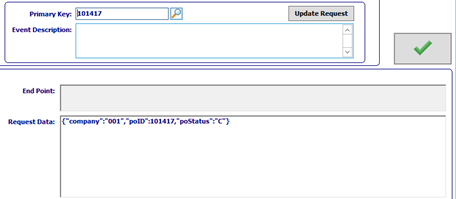 Primary Key: 101417 Update Request
Event Description:
End Point:
Request Data: {"company":"001","poID":101417,"poStatus":"C"}